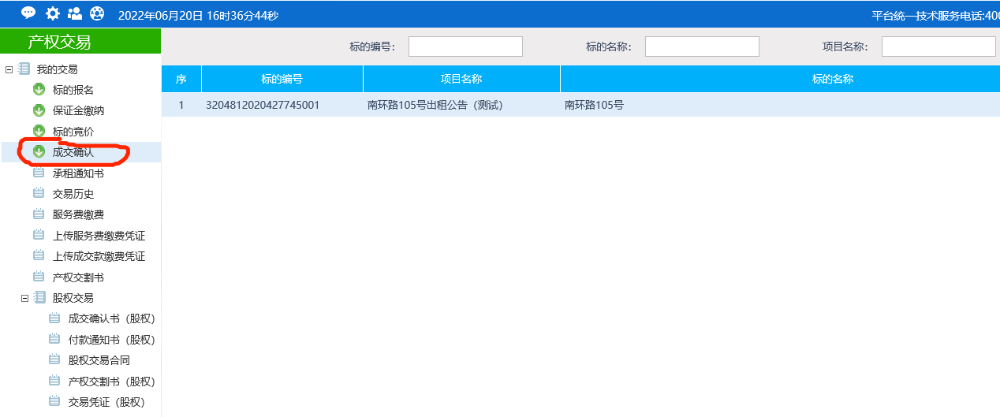 2022年06月20日 16时36分44秒
平台统一技术服务电话:400
产权交易
标的编号：
标的名称：
项目名称：
我的交易
标的报名
保证金缴纳
标的竞价
成交确认
承租通知书
交易历史
服务费缴费
上传服务费缴费凭证
上传成交款缴费凭证
产权交割书
股权交易
成交确认书（股权）
付款通知书（股权）
股权交易合同
产权交割书（股权）
交易凭证（股权）
序 标的编号 项目名称 标的名称
1 3204812020427745001 南环路105号出租公告（测试） 南环路105号